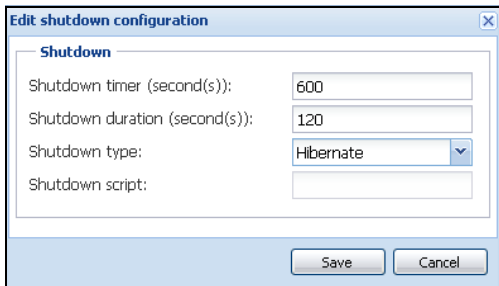 Edit shutdown configuration
Shutdown
Shutdown timer (second(s)): 600
Shutdown duration (second(s)): 120
Shutdown type: Hibernate
Shutdown script:
Save Cancel